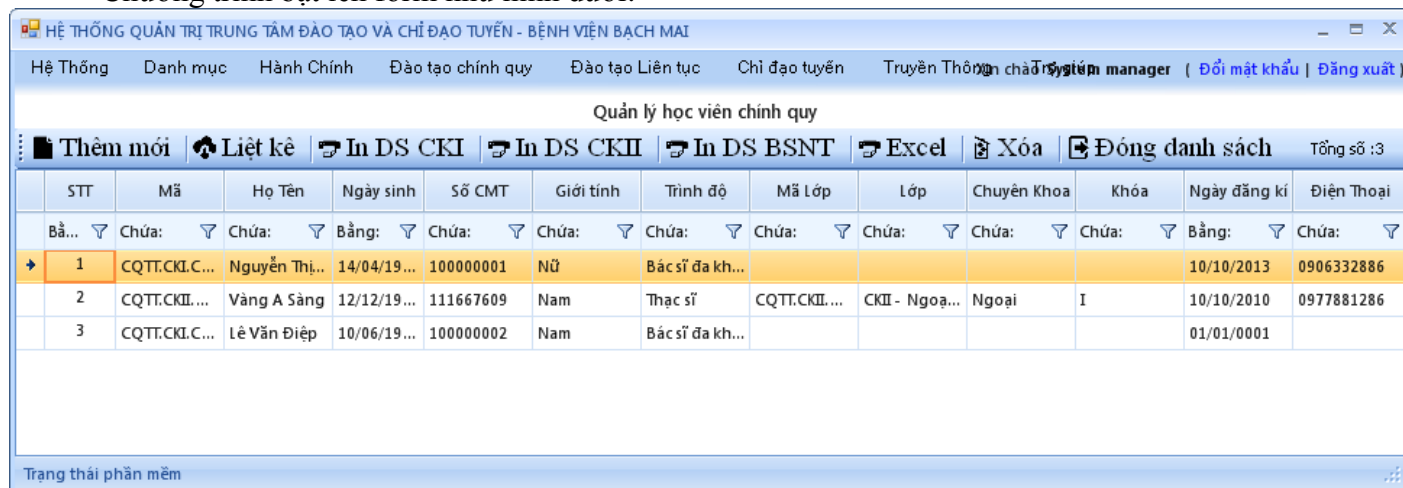 HỆ THỐNG QUẢN TRỊ TRUNG TÂM ĐÀO TẠO VÀ CHỈ ĐẠO TUYẾN - BỆNH VIỆN BẠCH MAI
Hệ Thống Danh mục Hành Chính Đào tạo chính quy Đào tạo Liên tục Chỉ đạo tuyến Truyền Thông chào System manager ( Đổi mật khẩu | Đăng xuất )
Quản lý học viên chính quy
Thêm mới Liệt kê In DS CKI In DS CKII In DS BSNT Excel Xóa Đóng danh sách Tổng số :3
STT Mã Họ Tên Ngày sinh Số CMT Giới tính Trình độ Mã Lớp Lớp Chuyên Khoa Khóa Ngày đăng kí Điện Thoại
Bằ... Chứa: Chứa: Bằng: Chứa: Chứa: Chứa: Chứa: Chứa: Chứa: Chứa: Bằng: Chứa:
1 CQTT.CKI.C... Nguyễn Thị... 14/04/19... 100000001 Nữ Bác sĩ đa kh... 10/10/2013 0906332886
2 CQTT.CKII.... Vàng A Sàng 12/12/19... 111667609 Nam Thạc sĩ CQTT.CKII.... CKII - Ngoạ... Ngoại I 10/10/2010 0977881286
3 CQTT.CKI.C... Lê Văn Điệp 10/06/19... 100000002 Nam Bác sĩ đa kh... 01/01/0001
Trạng thái phần mềm